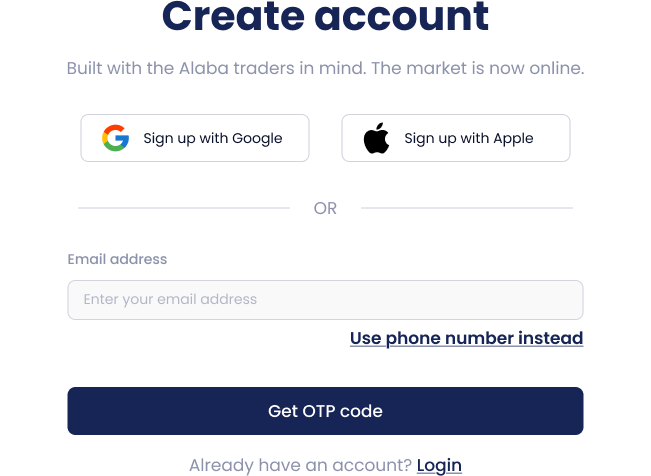 Create account
Built with the Alaba traders in mind. The market is now online.
Sign up with Google
Sign up with Apple
OR
Email address
Enter your email address
Use phone number instead
Get OTP code
Already have an account? Login